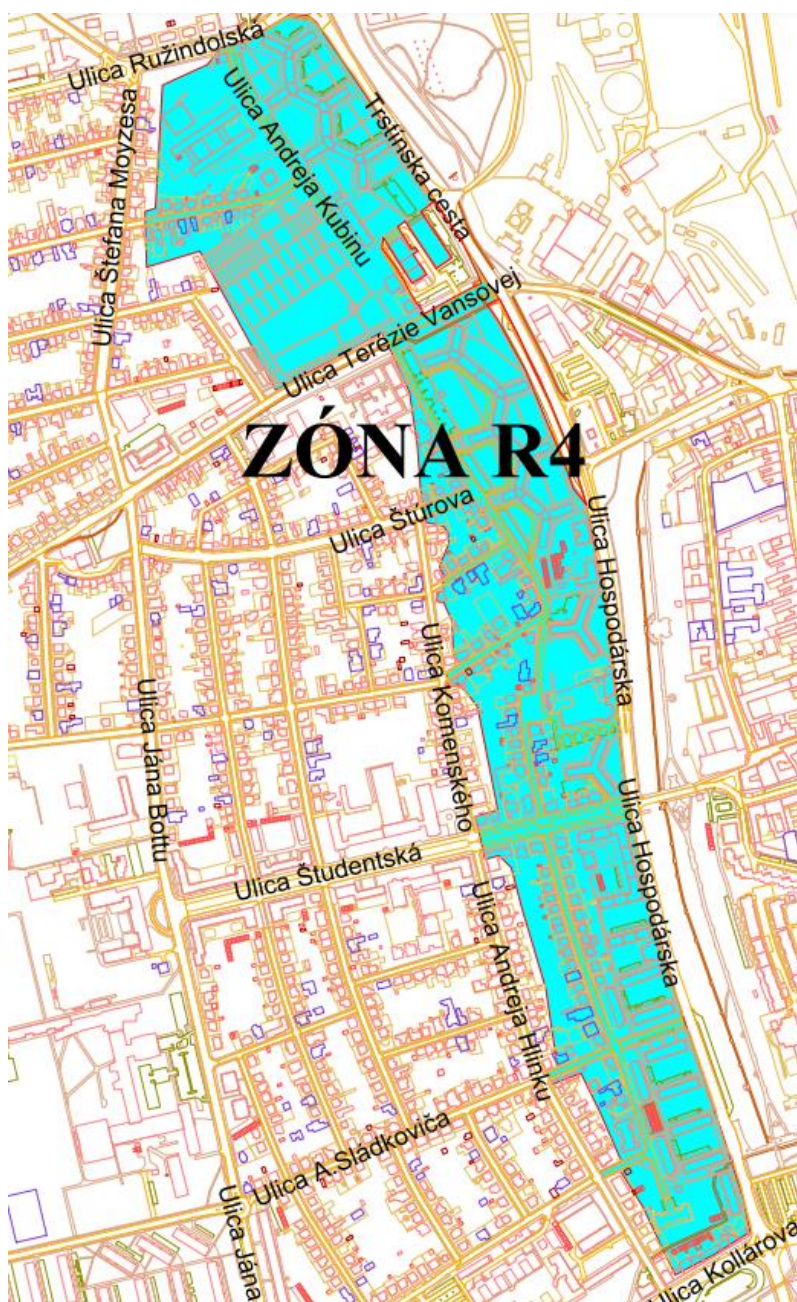 Ulica Ružindolská
Ulica Štefana Moyzesa
Ulica Andreja Kubinu
Trstínska cesta
Ulica Terézie Vansovej
ZÓNA R4
Ulica Štúrova
Ulica Hospodárska
Ulica Komenského
Ulica Jána Bottu
Ulica Hospodárska
Ulica Študentská
Ulica Andreja Hlinku
Ulica A.Sládkoviča
Ulica Jána
Ulica Kollárova